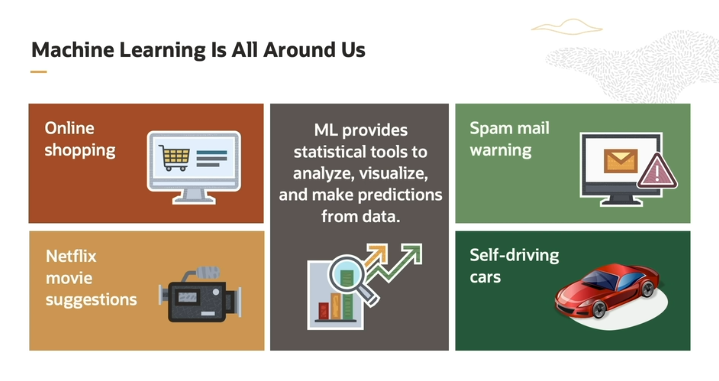 Machine Learning Is All Around Us
Online
shopping
ML provides
statistical tools to
analyze, visualize,
and make predictions
from data.
Spam mail
warning
Netflix
movie
suggestions
Self-driving
cars